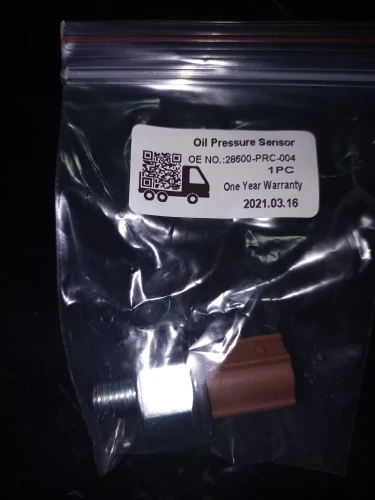 Oil Pressure Sensor
OE NO.:28600-PRC-004
1PC
One Year Warranty
2021.03.16